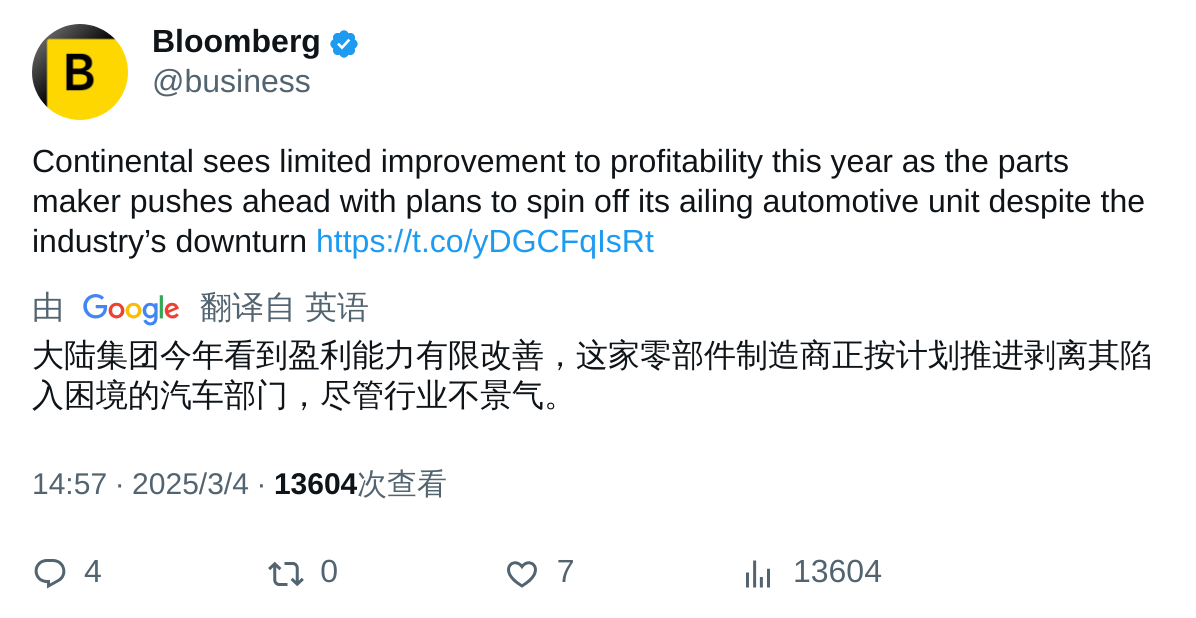 B
Bloomberg
@business
Continental sees limited improvement to profitability this year as the parts
maker pushes ahead with plans to spin off its ailing automotive unit despite the
industry’s downturn https://t.co/yDGCFqIsRt
由 Google 翻译自 英语
大陆集团今年看到盈利能力有限改善，这家零部件制造商正按计划推进剥离其陷
入困境的汽车部门，尽管行业不景气。
14:57 · 2025/3/4 · 13604次查看
4 0 7 13604